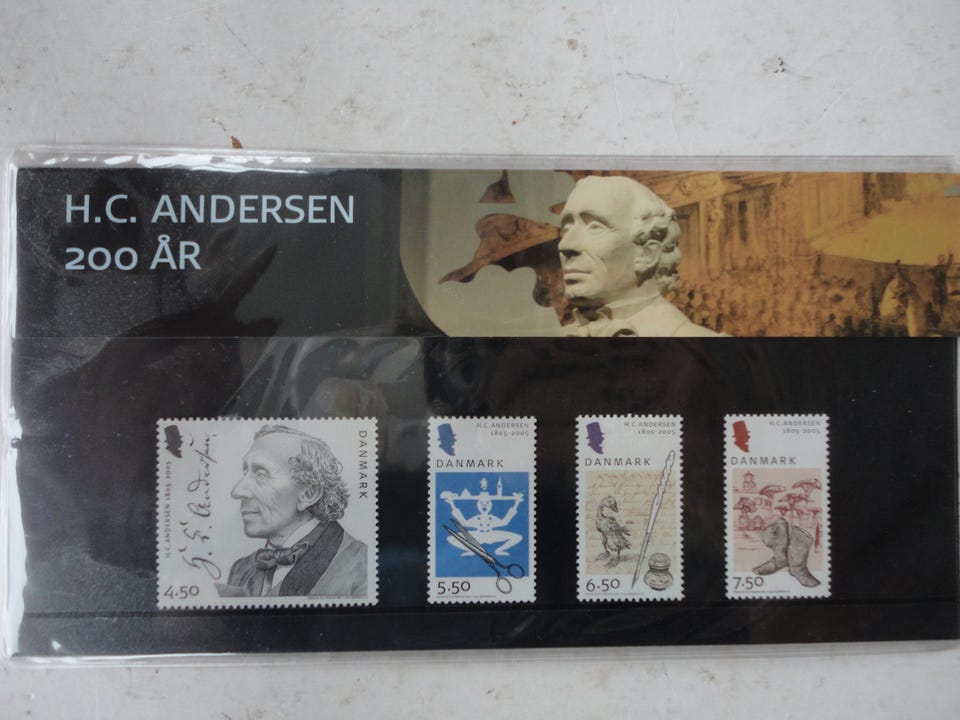 H.C. ANDERSEN
200 ÅR
H.C. ANDERSEN 1805-2005
H.C. Andersen.
DANMARK
4.50
H.C.ANDERSEN
1805-2005
DANMARK
5.50
H.C.ANDERSEN
1805-2005
DANMARK
6.50
H.C.ANDERSEN
1805-2005
DANMARK
7.50